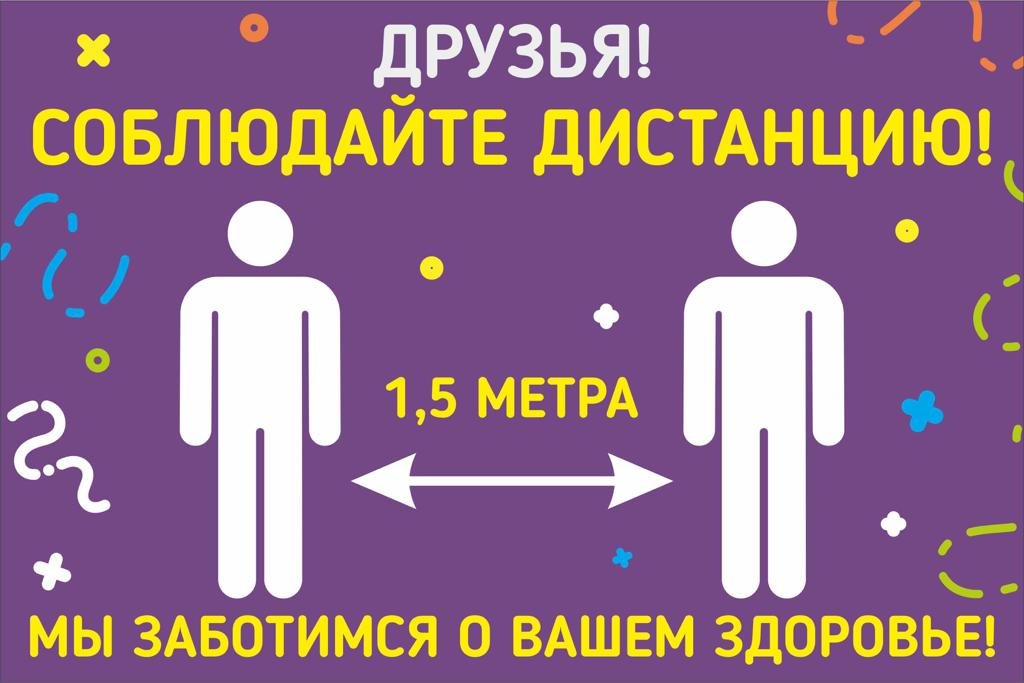 ДРУЗЬЯ!
СОБЛЮДАЙТЕ ДИСТАНЦИЮ!
1,5 МЕТРА
МЫ ЗАБОТИМСЯ О ВАШЕМ ЗДОРОВЬЕ!